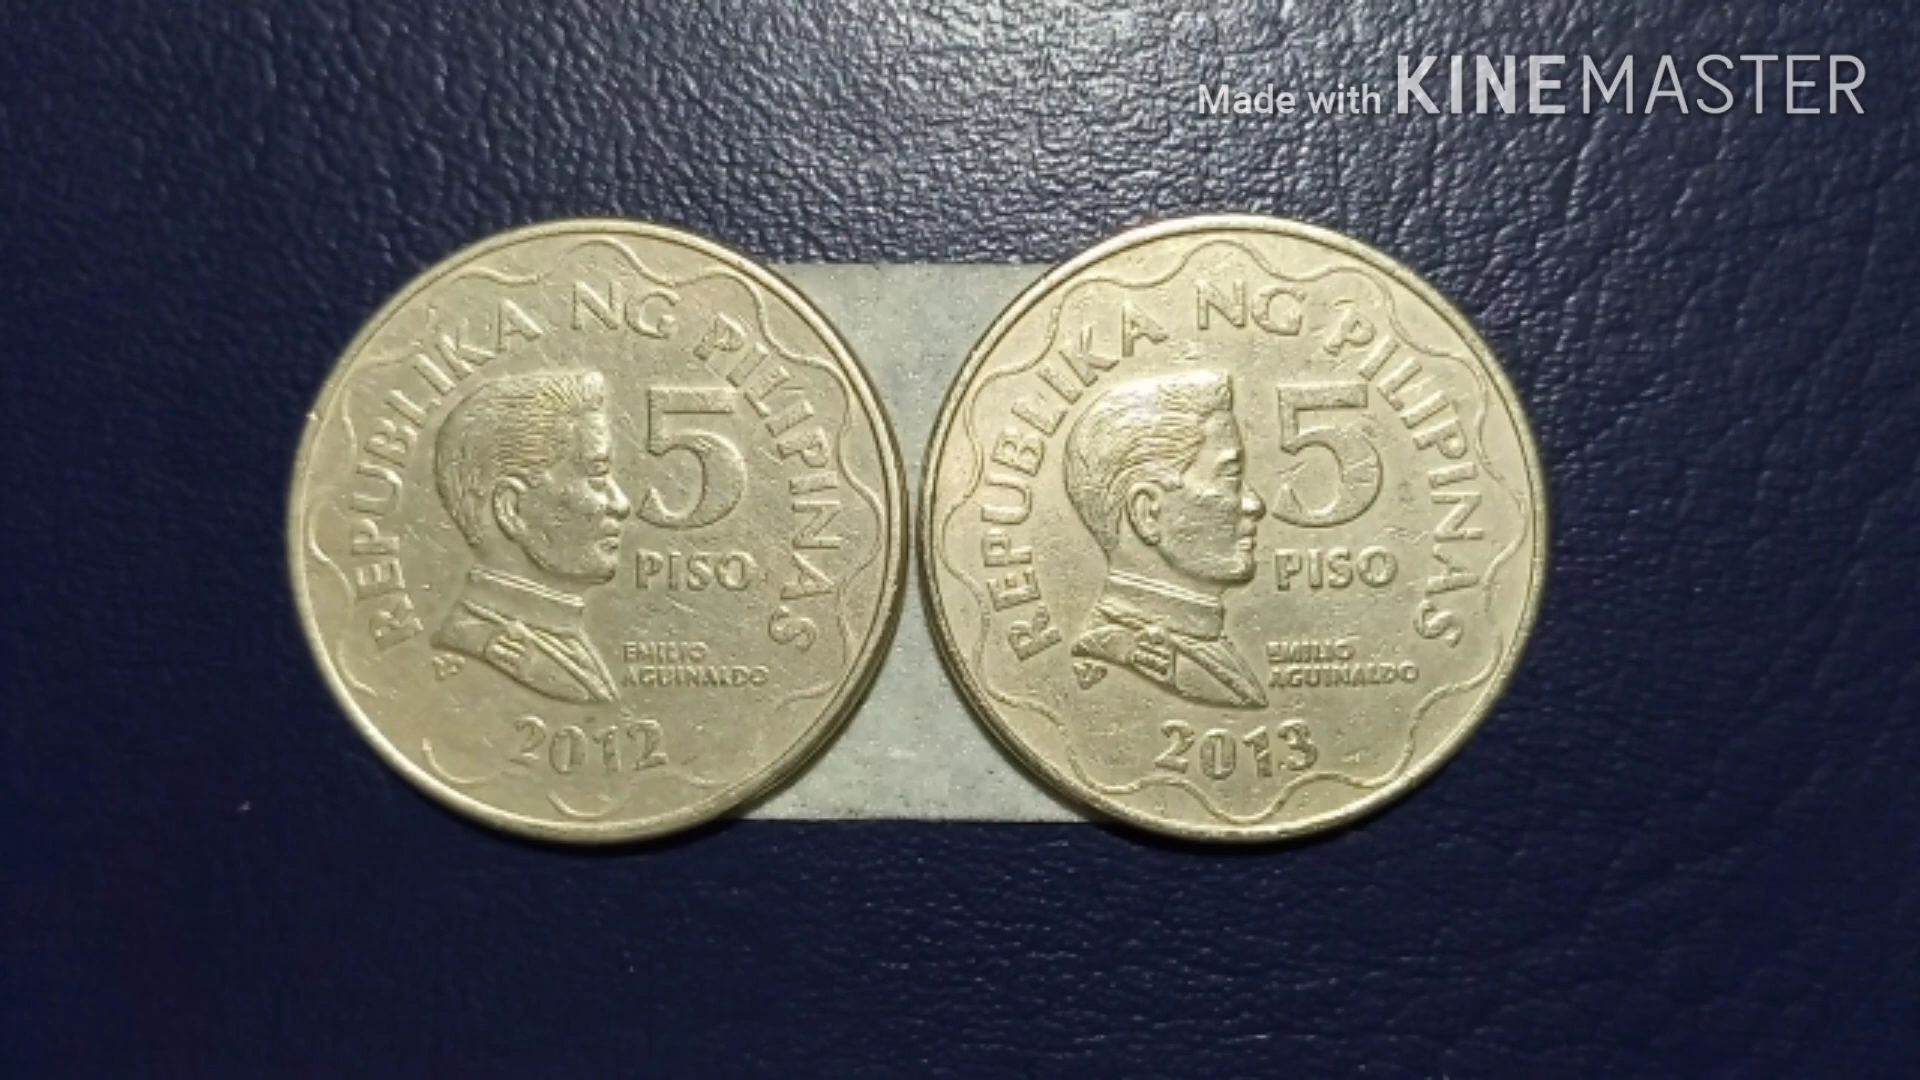 Made with KINEMASTER
REPUBLIKA NG PILIPINAS
5
PISO
EMILIO
AGUINALDO
2012
REPUBLIKA NG PILIPINAS
5
PISO
EMILIO
AGUINALDO
2013